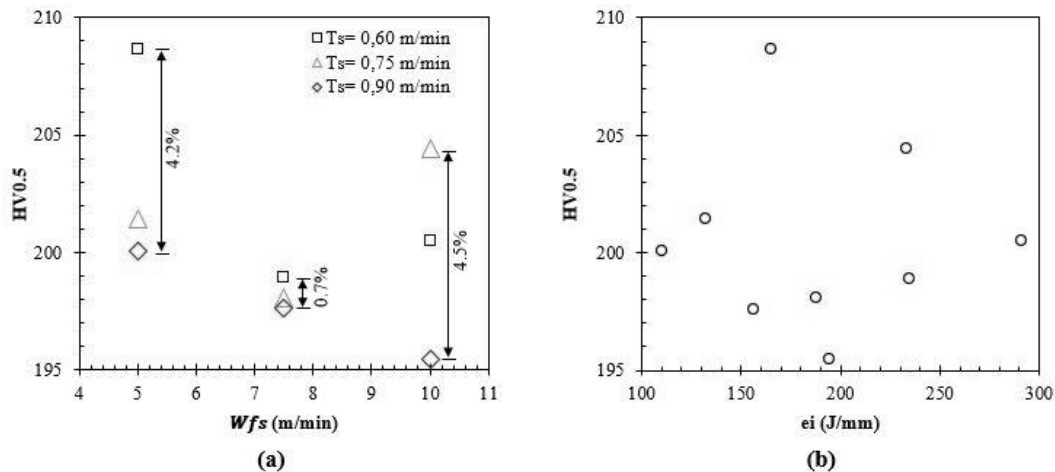 210
205
200
195
HV0.5
4 5 6 7 8 9 10 11
Wfs (m/min)
Ts= 0,60 m/min
Ts= 0,75 m/min
Ts= 0,90 m/min
4.2%
0.7%
4.5%
(a)
210
205
200
195
HV0.5
100 150 200 250 300
ei (J/mm)
(b)